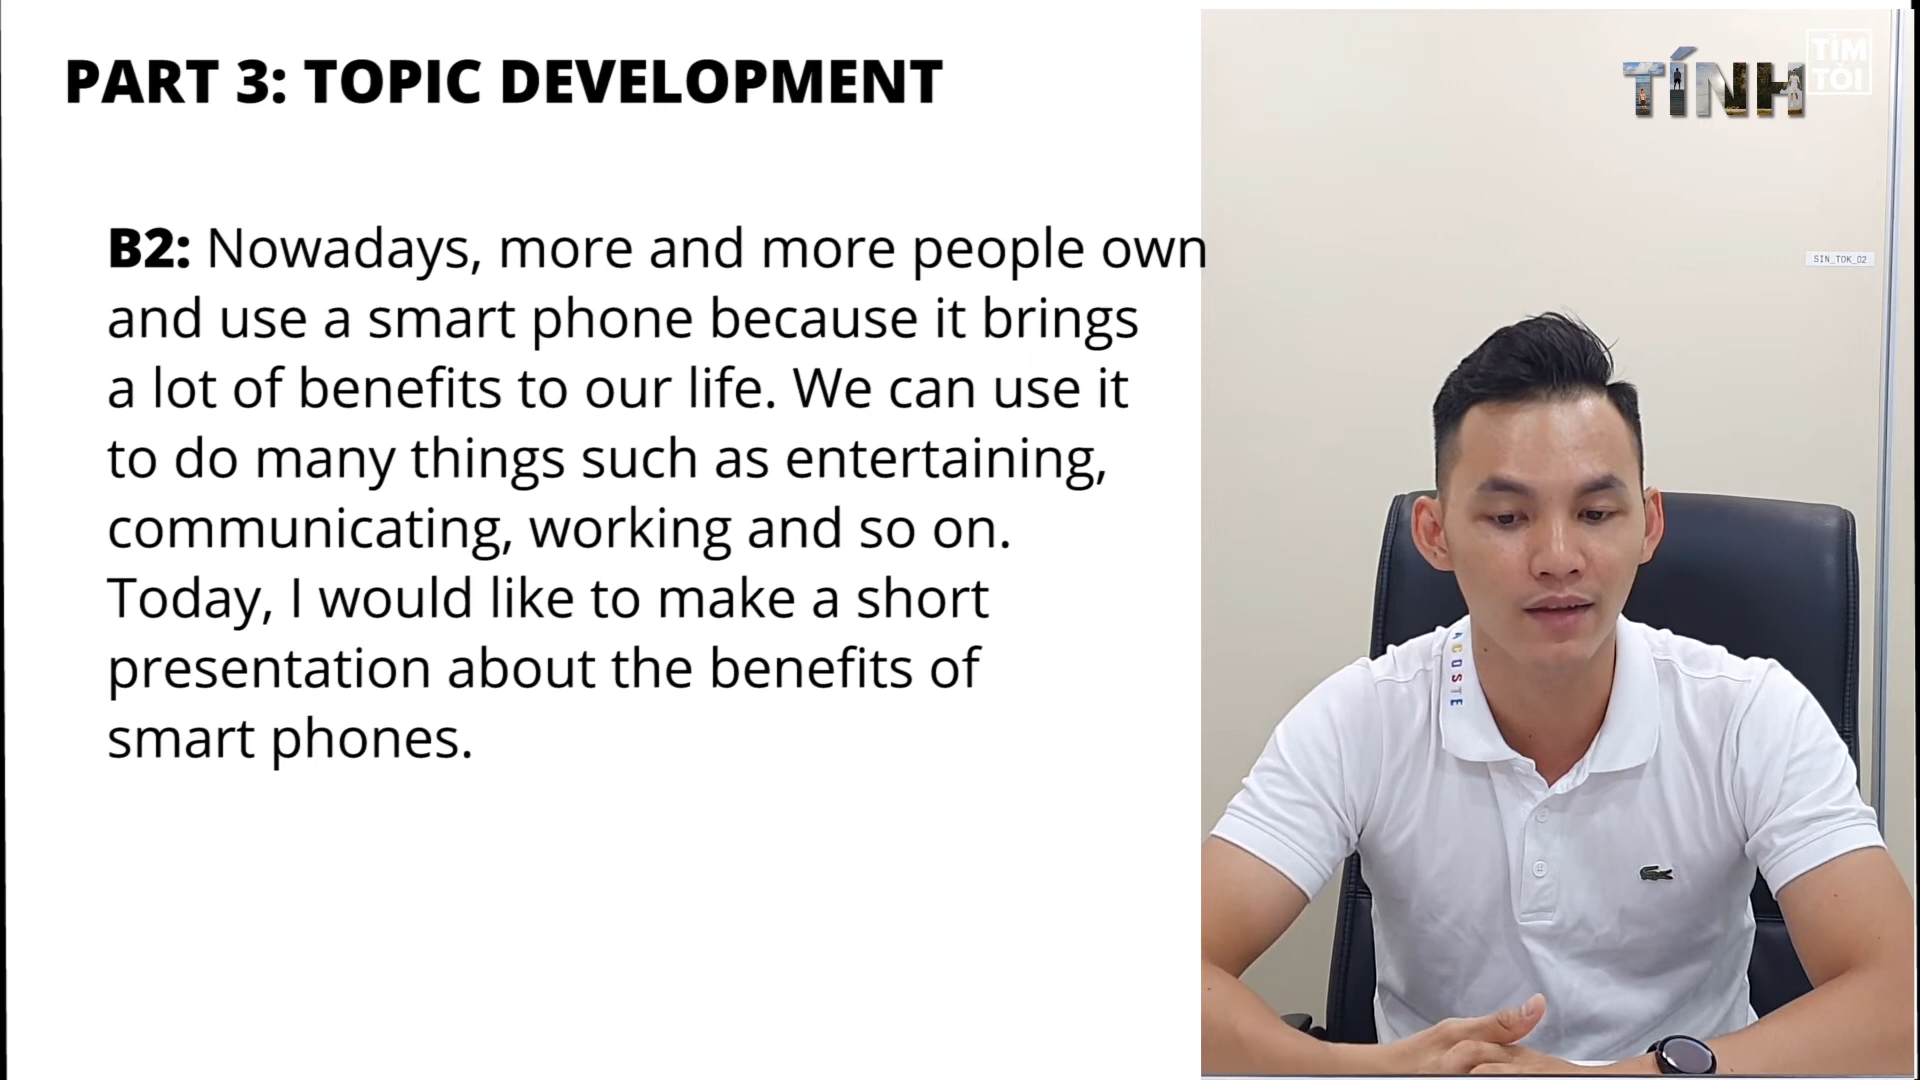 PART 3: TOPIC DEVELOPMENT
TÍNH
TÌM
TÒI
B2: Nowadays, more and more people own
and use a smart phone because it brings
a lot of benefits to our life. We can use it
to do many things such as entertaining,
communicating, working and so on.
Today, I would like to make a short
presentation about the benefits of
smart phones.
SIN_TOK_02
ACOSTE